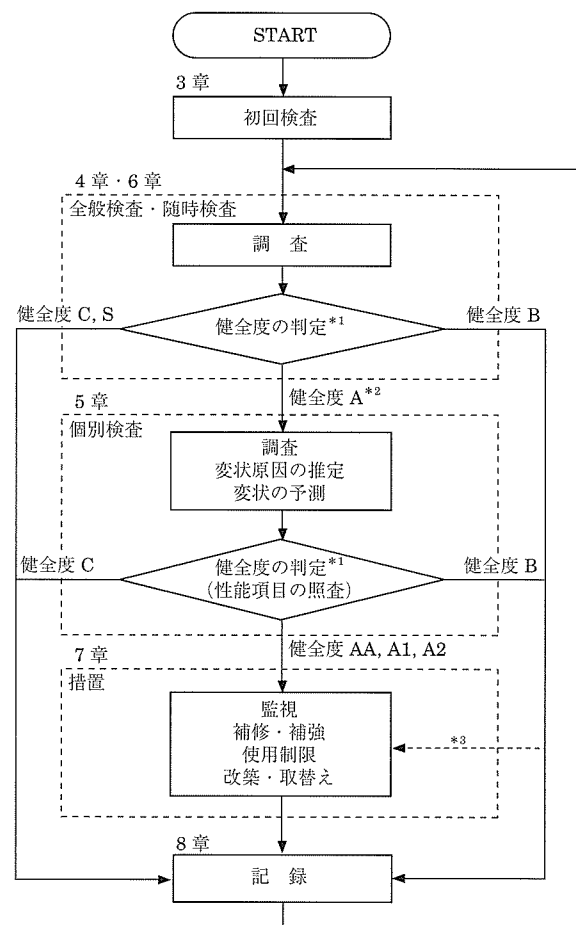 START
3 章
初回検査
4 章・6 章
全般検査・随時検査
調 査
健全度 C, S
健全度の判定*1
健全度 B
健全度 A*2
5 章
個別検査
調査
変状原因の推定
変状の予測
健全度 C
健全度の判定*1
(性能項目の照査)
健全度 B
健全度 AA, A1, A2
7 章
措置
監視
補修・補強
使用制限
改築・取替え
*3
8 章
記 録